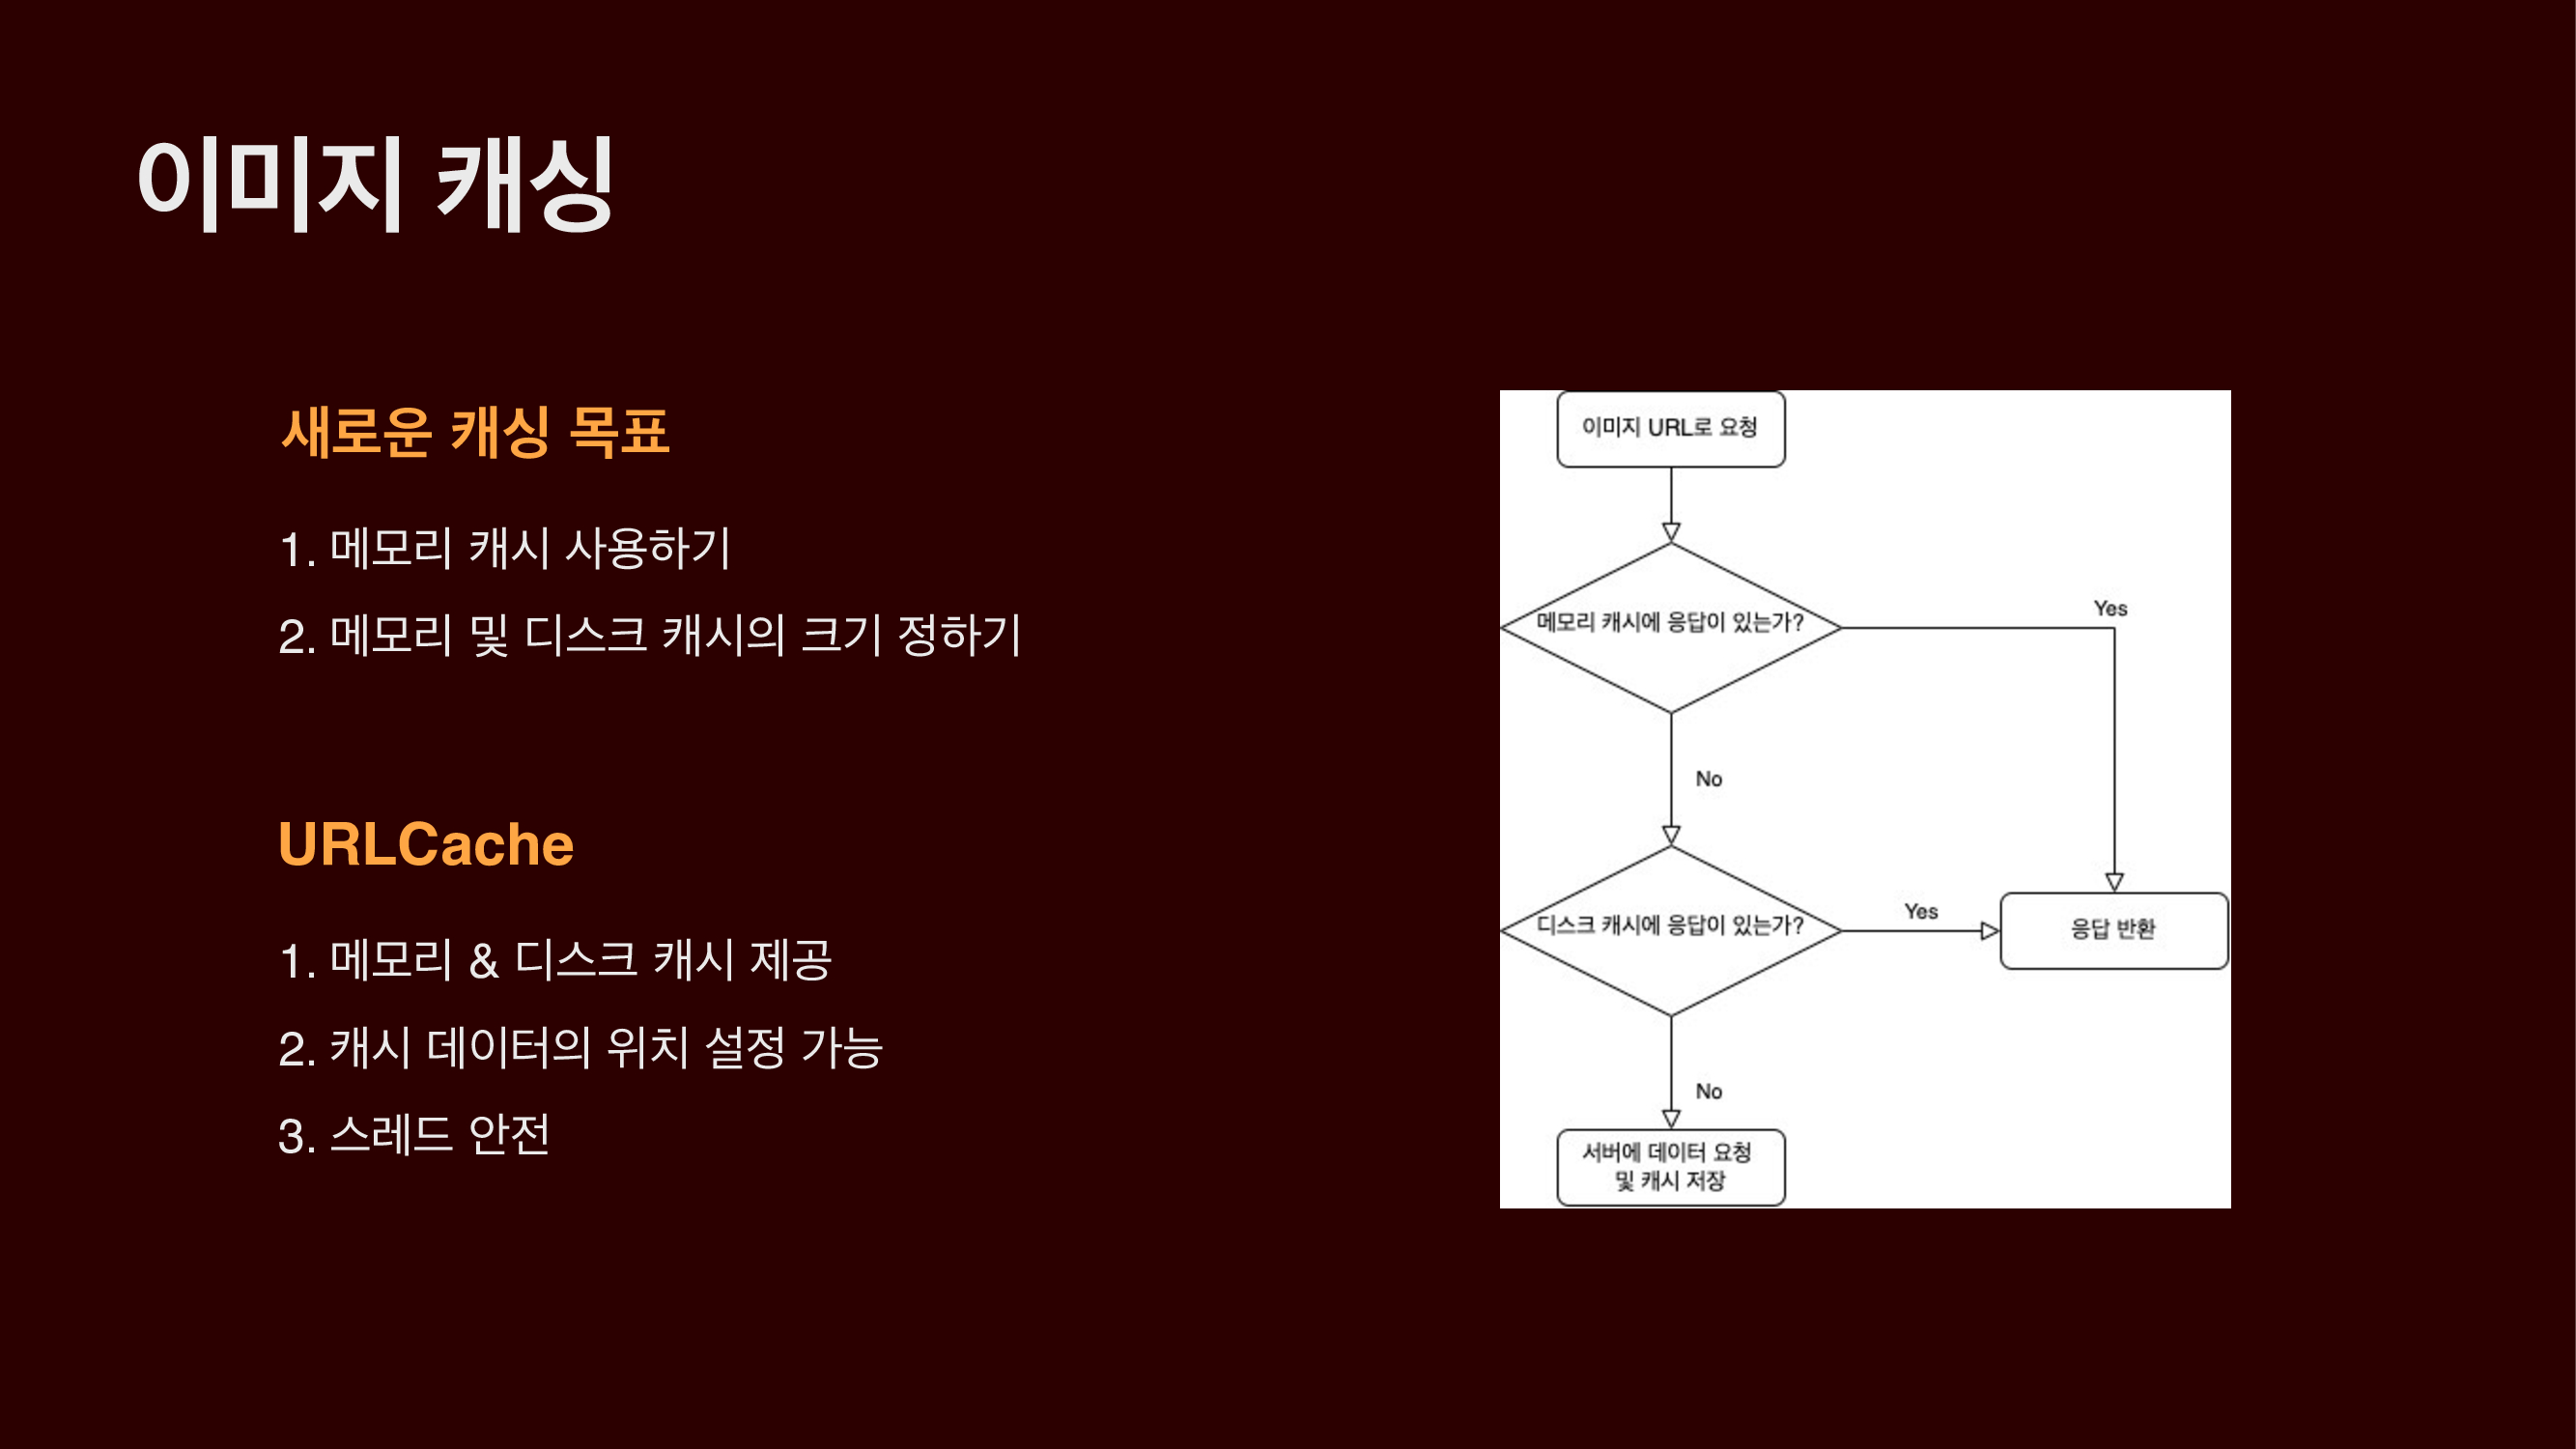 이미지 캐싱
새로운 캐싱 목표
1. 메모리 캐시 사용하기
2. 메모리 및 디스크 캐시의 크기 정하기
URLCache
1. 메모리 & 디스크 캐시 제공
2. 캐시 데이터의 위치 설정 가능
3. 스레드 안전
이미지 URL로 요청
메모리 캐시에 응답이 있는가?
Yes
No
디스크 캐시에 응답이 있는가?
Yes
응답 반환
No
서버에 데이터 요청
및 캐시 저장